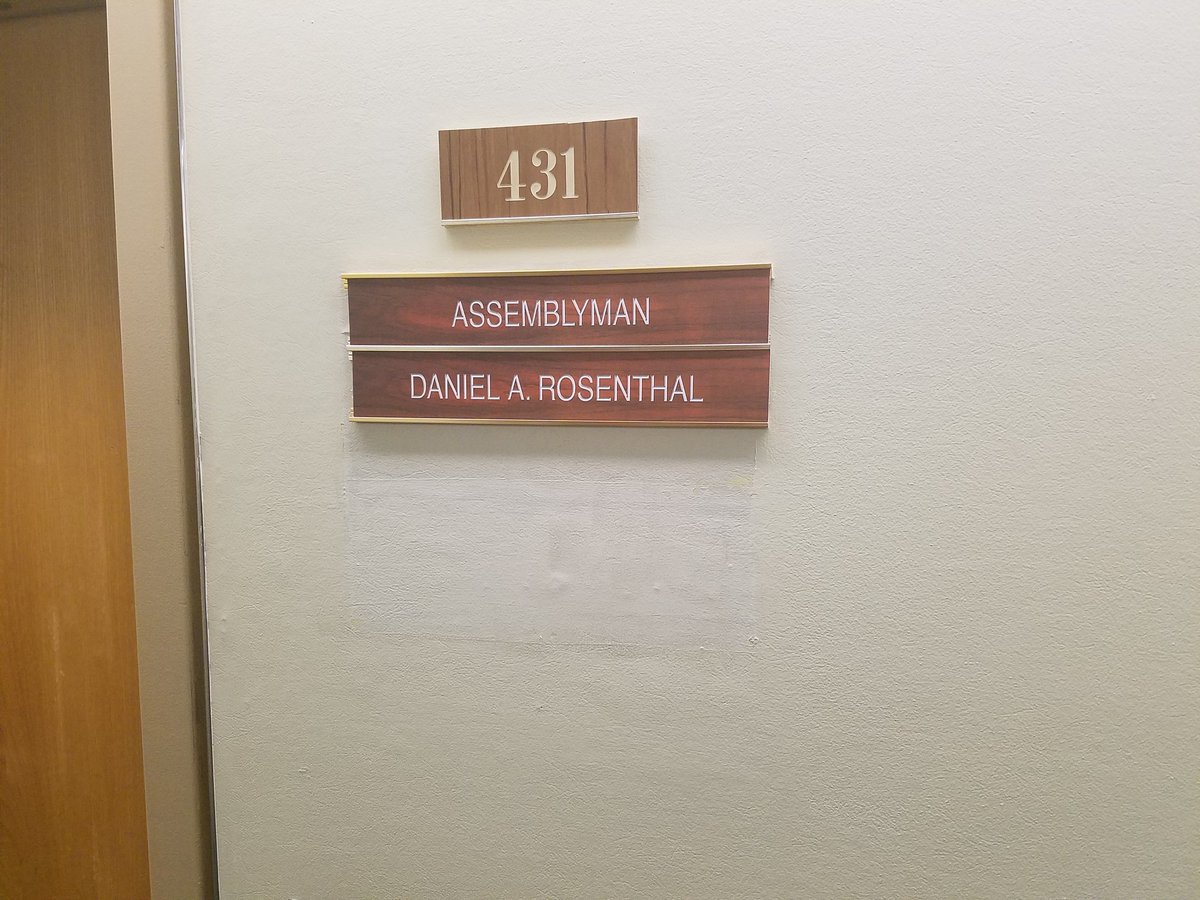 431
ASSEMBLYMAN
DANIEL A. ROSENTHAL